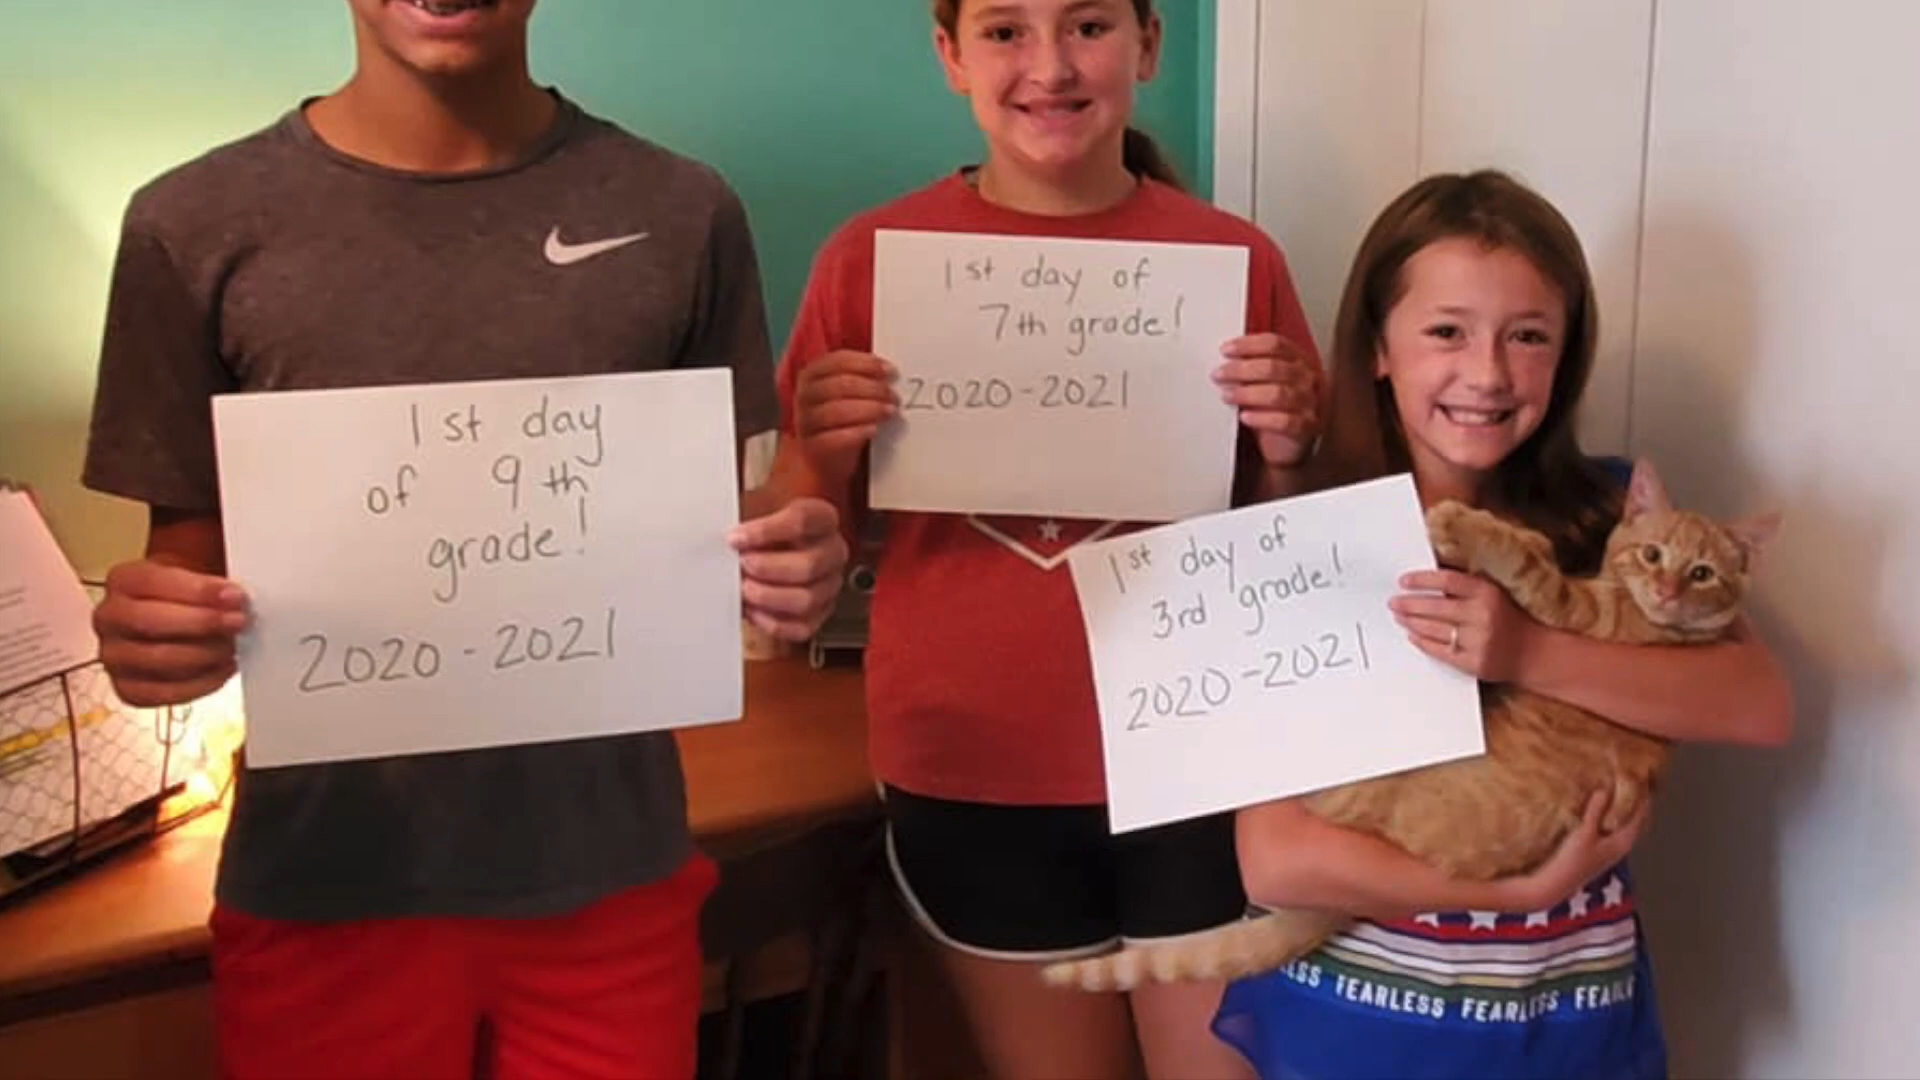 1st day
of 9th
grade!
2020-2021
1st day of
7th grade!
2020-2021
1st day of
3rd grade!
2020-2021
FEARLESS FEARLESS